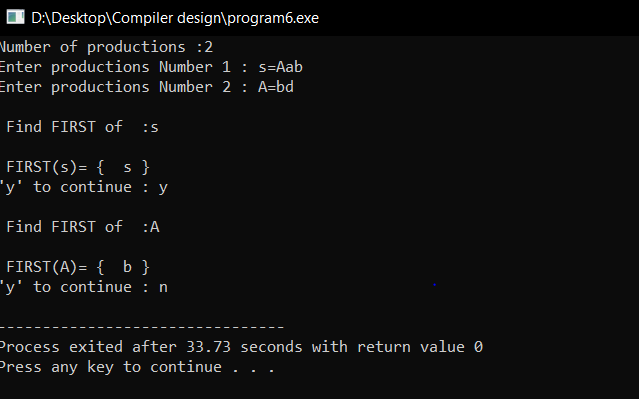 D:\Desktop\Compiler design\program6.exe
Number of productions :2
Enter productions Number 1 : s=Aab
Enter productions Number 2 : A=bd
Find FIRST of  :s
FIRST(s)= {  s }
'y' to continue : y
Find FIRST of  :A
FIRST(A)= {  b }
'y' to continue : n
--------------------------------
Process exited after 33.73 seconds with return value 0
Press any key to continue . . .